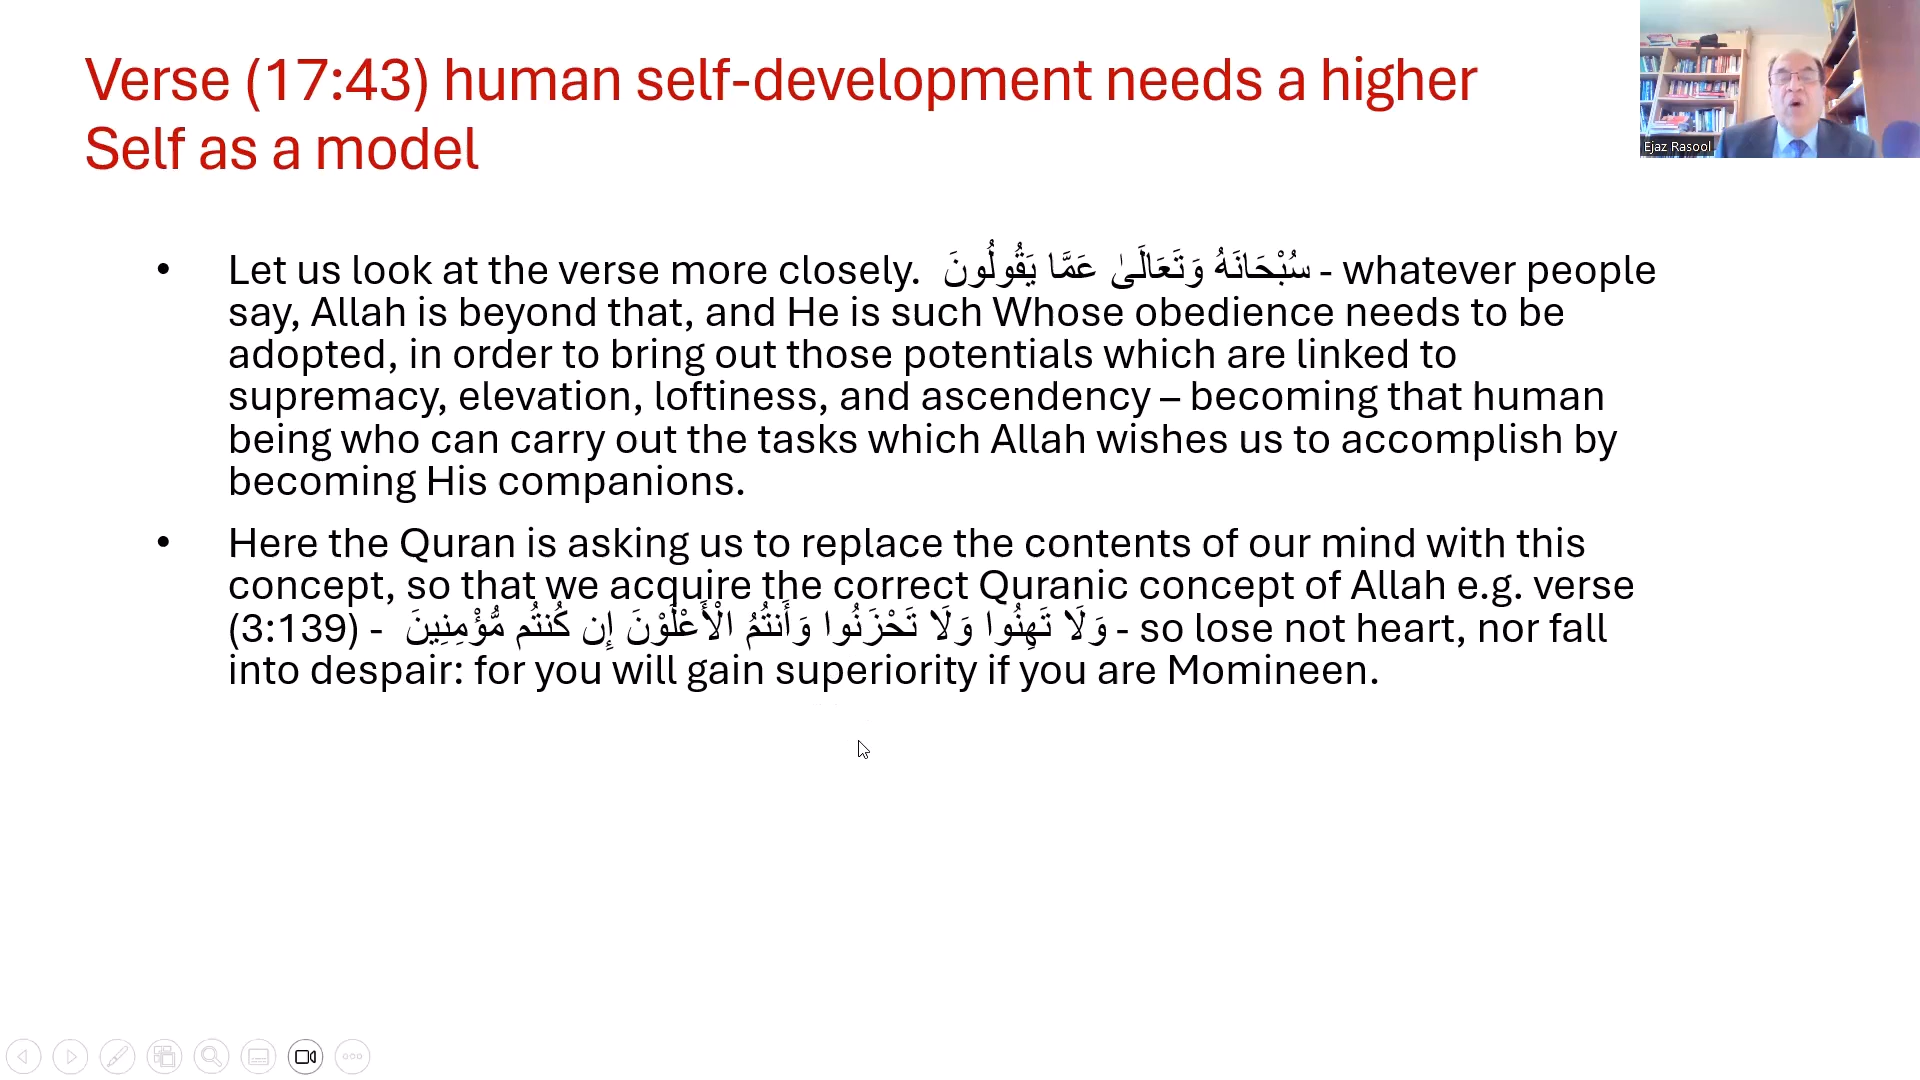 Verse (17:43) human self-development needs a higher
Self as a model
Ejaz Rasool
• Let us look at the verse more closely. سُبْحَانَهُ وَتَعَالَىٰ عَمَّا يَقُولُونَ - whatever people
say, Allah is beyond that, and He is such Whose obedience needs to be
adopted, in order to bring out those potentials which are linked to
supremacy, elevation, loftiness, and ascendency – becoming that human
being who can carry out the tasks which Allah wishes us to accomplish by
becoming His companions.
• Here the Quran is asking us to replace the contents of our mind with this
concept, so that we acquire the correct Quranic concept of Allah e.g. verse
(3:139) - وَلَا تَهِنُوا وَلَا تَحْزَنُوا وَأَنتُمُ الْأَعْلَوْنَ إِن كُنتُم مُّؤْمِنِينَ - so lose not heart, nor fall
into despair: for you will gain superiority if you are Momineen.